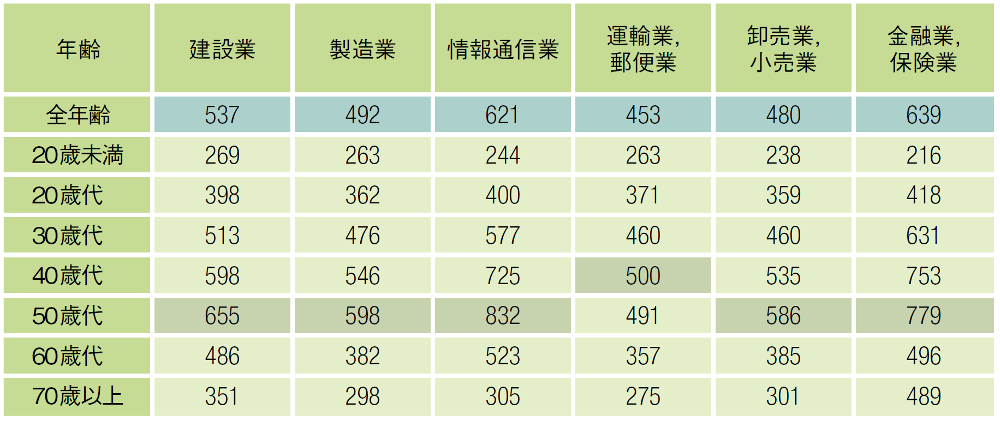 年齢 建設業 製造業 情報通信業 運輸業, 郵便業 卸売業, 小売業 金融業, 保険業
全年齢 537 492 621 453 480 639
20歳未満 269 263 244 263 238 216
20歳代 398 362 400 371 359 418
30歳代 513 476 577 460 460 631
40歳代 598 546 725 500 535 753
50歳代 655 598 832 491 586 779
60歳代 486 382 523 357 385 496
70歳以上 351 298 305 275 301 489